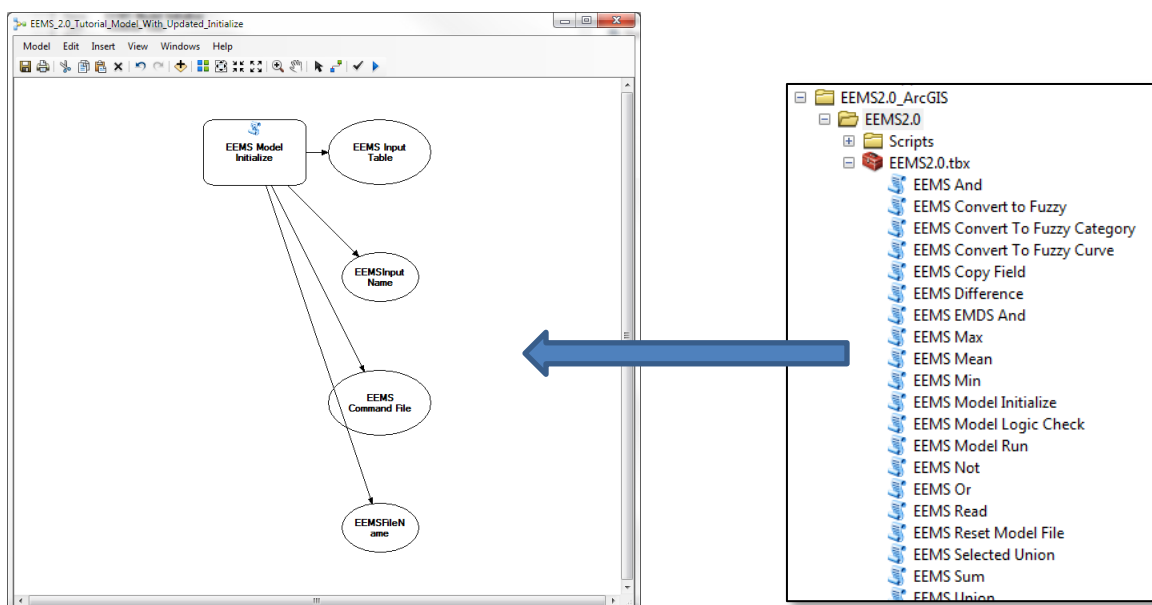 EEMS_2.0_Tutorial_Model_With_Updated_Initialize
Model Edit Insert View Windows Help
EEMS Model
Initialize
EEMS Input
Table
EEMSInput
Name
EEMS
Command File
EEMSFileN
ame
EEMS2.0_ArcGIS
EEMS2.0
Scripts
EEMS2.0.tbx
EEMS And
EEMS Convert to Fuzzy
EEMS Convert To Fuzzy Category
EEMS Convert To Fuzzy Curve
EEMS Copy Field
EEMS Difference
EEMS EMDS And
EEMS Max
EEMS Mean
EEMS Min
EEMS Model Initialize
EEMS Model Logic Check
EEMS Model Run
EEMS Not
EEMS Or
EEMS Read
EEMS Reset Model File
EEMS Selected Union
EEMS Sum
EEMS Union